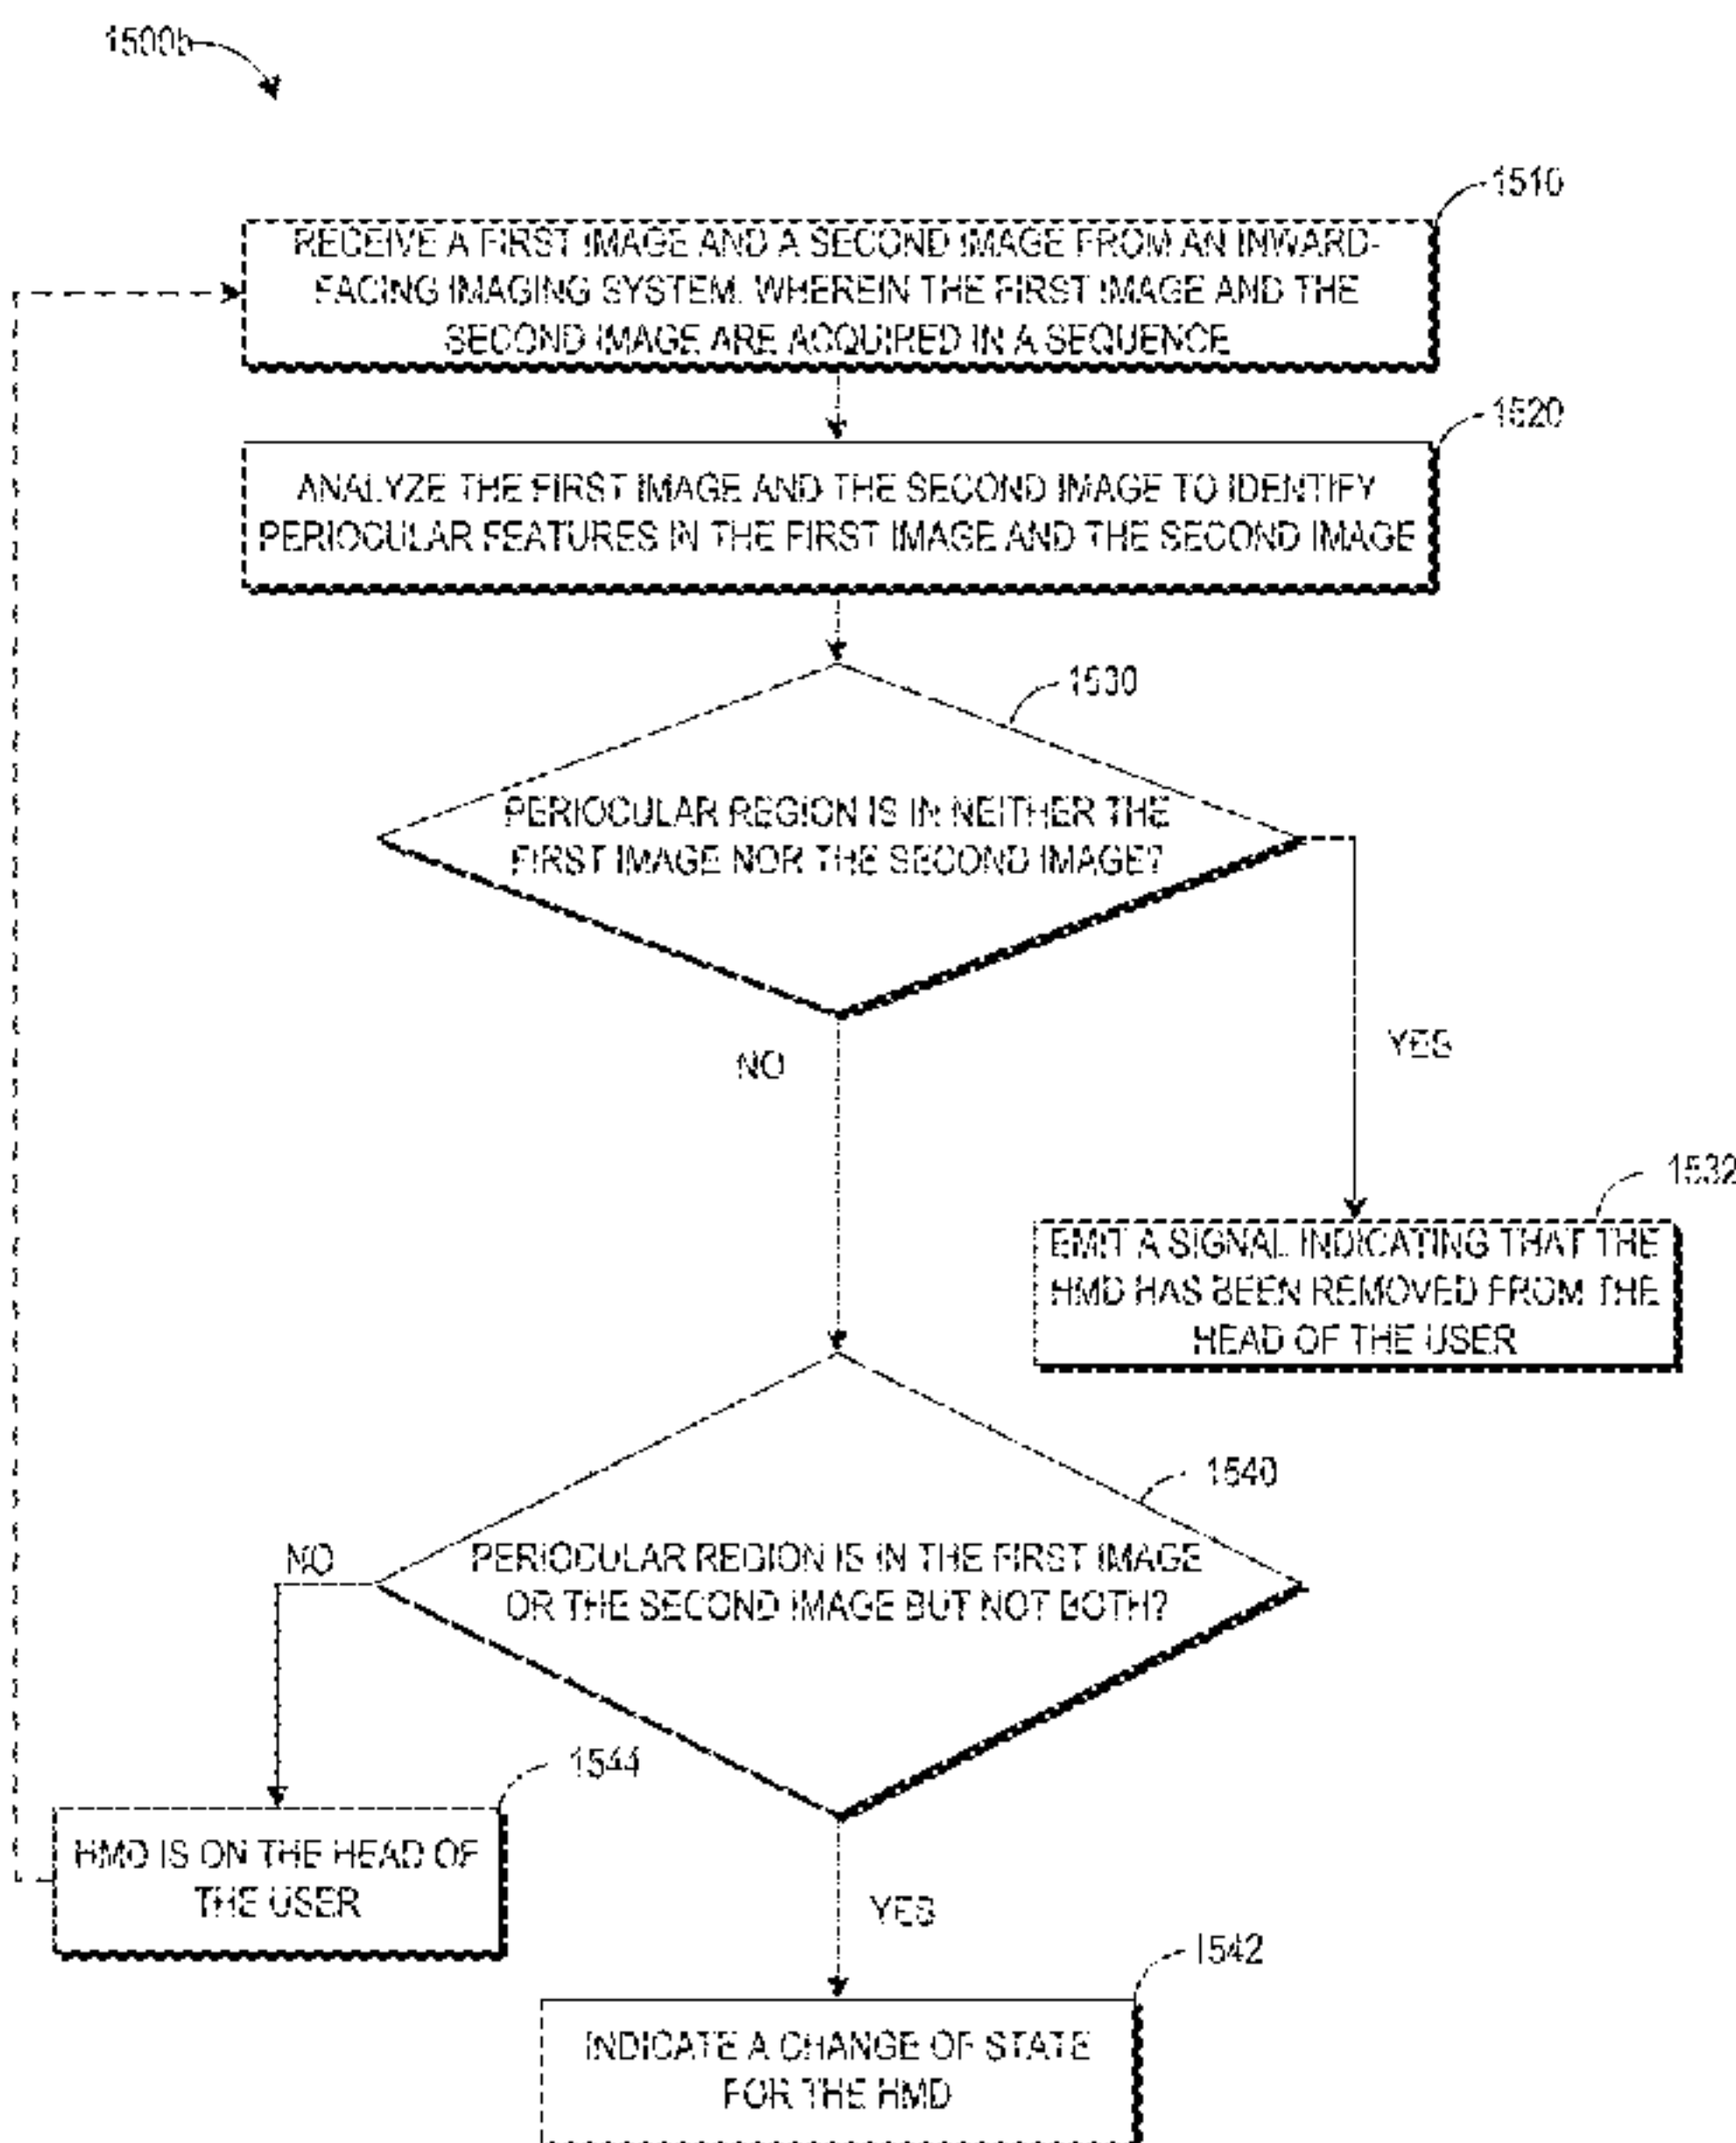 1500b
1510
RECEIVE A FIRST IMAGE AND A SECOND IMAGE FROM AN INWARD-
FACING IMAGING SYSTEM, WHEREIN THE FIRST IMAGE AND THE
SECOND IMAGE ARE ACQUIRED IN A SEQUENCE
1520
ANALYZE THE FIRST IMAGE AND THE SECOND IMAGE TO IDENTIFY
PERIOCULAR FEATURES IN THE FIRST IMAGE AND THE SECOND IMAGE
1530
PERIOCULAR REGION IS IN NEITHER THE
FIRST IMAGE NOR THE SECOND IMAGE?
NO
YES
1532
EMIT A SIGNAL INDICATING THAT THE
HMD HAS BEEN REMOVED FROM THE
HEAD OF THE USER
1540
PERIOCULAR REGION IS IN THE FIRST IMAGE
OR THE SECOND IMAGE BUT NOT BOTH?
NO
1544
HMD IS ON THE HEAD OF
THE USER
YES
1542
INDICATE A CHANGE OF STATE
FOR THE HMD